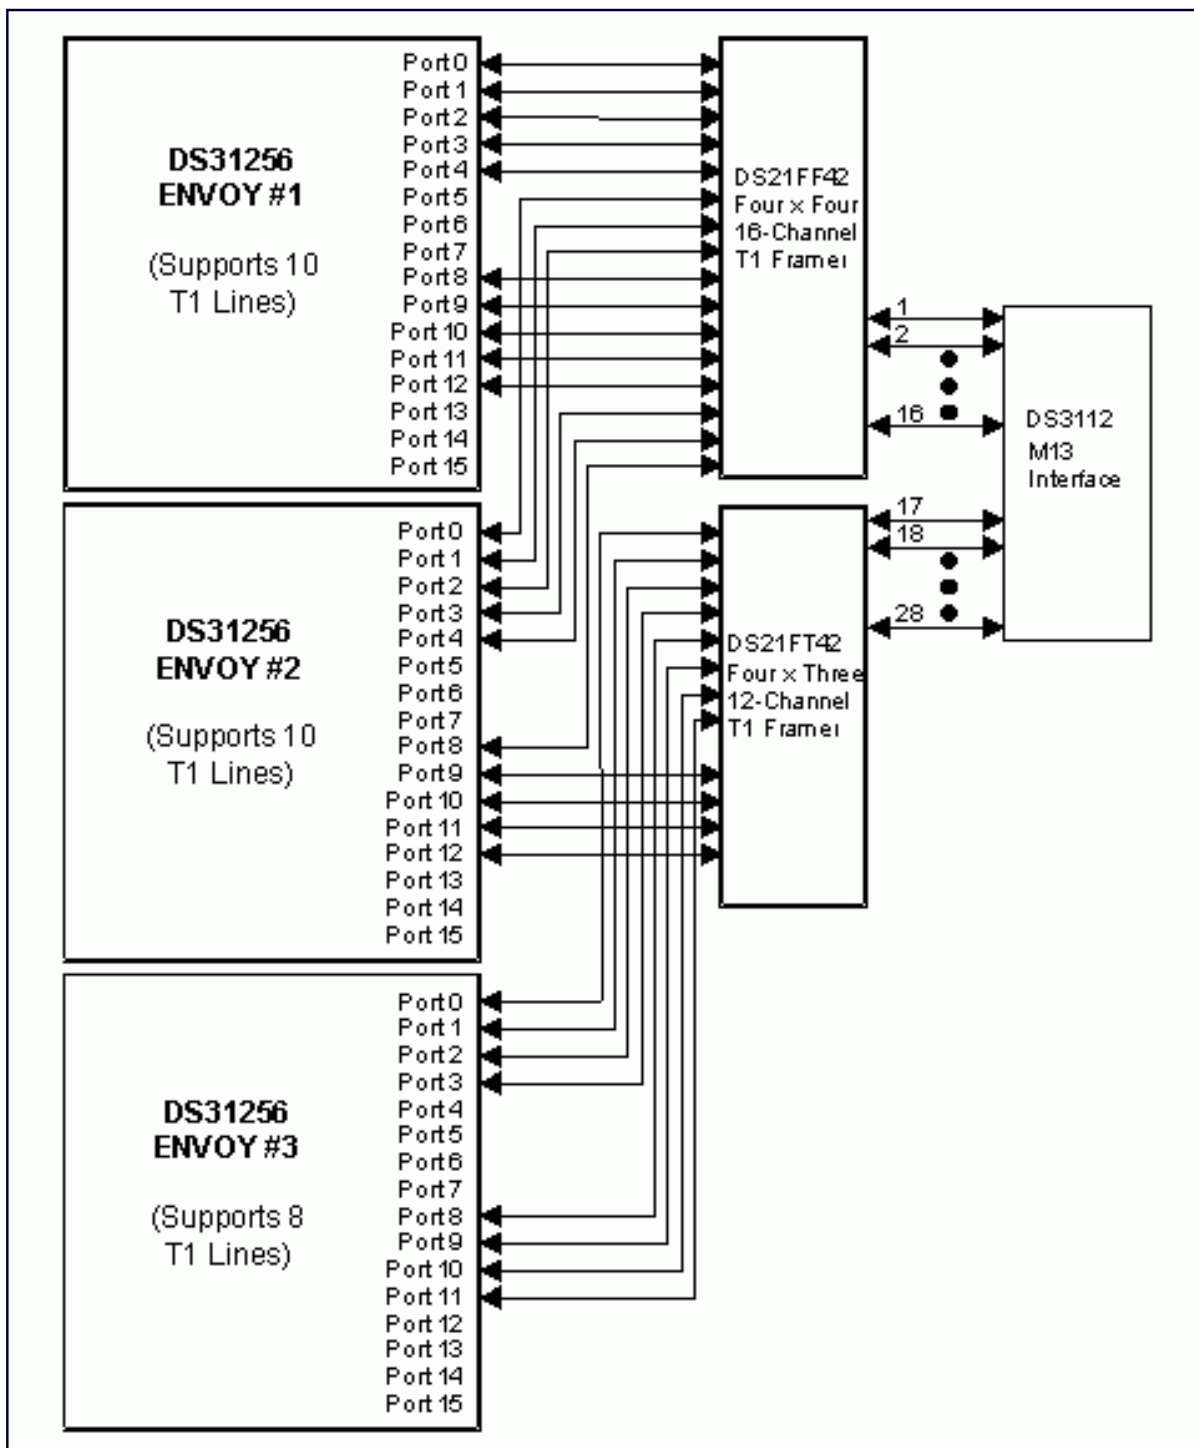 DS31256
ENVOY #1
(Supports 10
T1 Lines)
Port 0
Port 1
Port 2
Port 3
Port 4
Port 5
Port 6
Port 7
Port 8
Port 9
Port 10
Port 11
Port 12
Port 13
Port 14
Port 15
DS31256
ENVOY #2
(Supports 10
T1 Lines)
Port 0
Port 1
Port 2
Port 3
Port 4
Port 5
Port 6
Port 7
Port 8
Port 9
Port 10
Port 11
Port 12
Port 13
Port 14
Port 15
DS31256
ENVOY #3
(Supports 8
T1 Lines)
Port 0
Port 1
Port 2
Port 3
Port 4
Port 5
Port 6
Port 7
Port 8
Port 9
Port 10
Port 11
Port 12
Port 13
Port 14
Port 15
DS21FF42
Four x Four
16-Channel
T1 Framer
DS21FT42
Four x Three
12-Channel
T1 Framer
1
2
16
17
18
28
DS3112
M13
Interface